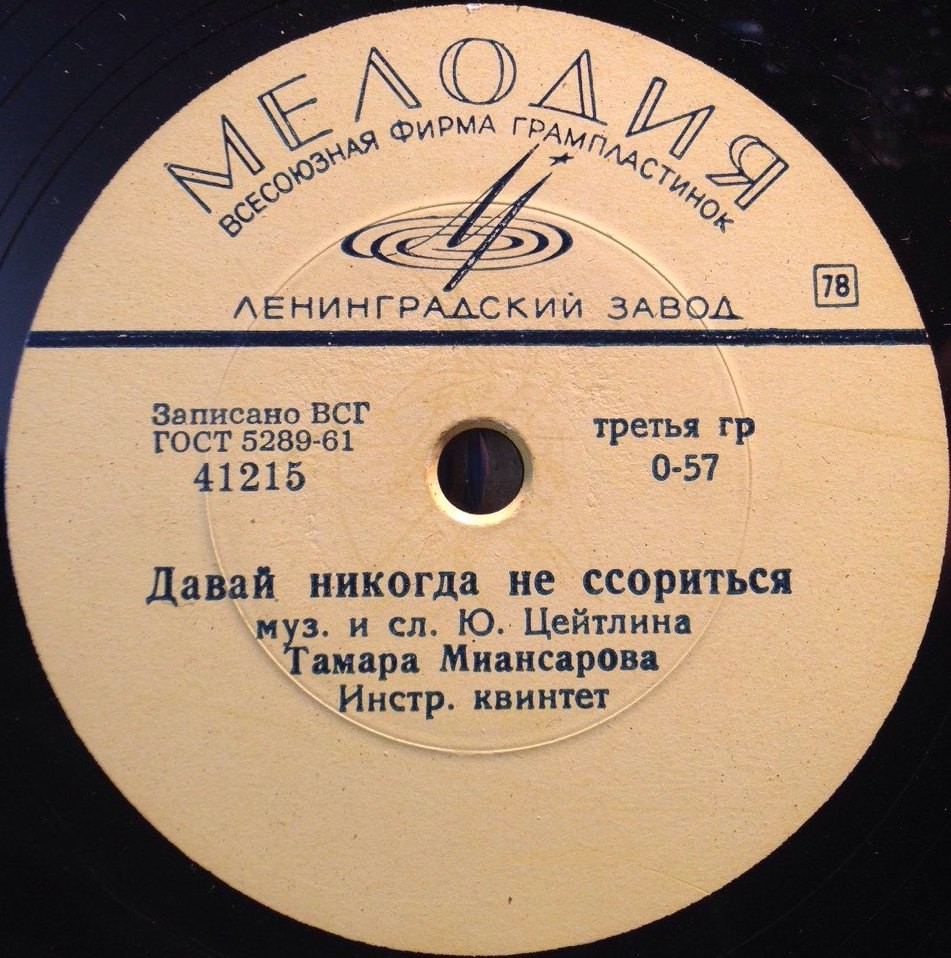 МЕЛОДИЯ
ВСЕСОЮЗНАЯ ФИРМА ГРАМПЛАСТИНОК
ЛЕНИНГРАДСКИЙ ЗАВОД
78
Записано ВСГ
ГОСТ 5289-61
41215
третья гр
0-57
Давай никогда не ссориться
муз. и сл. Ю. Цейтлина
Тамара Миансарова
Инстр. квинтет